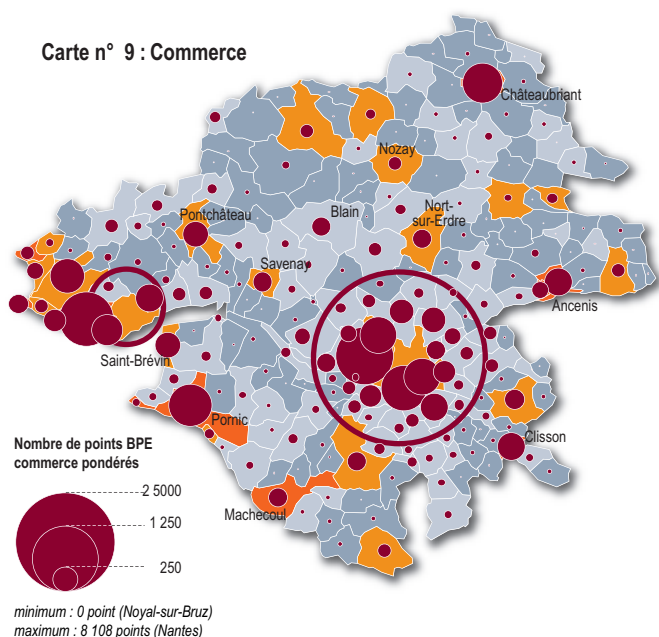 Carte n° 9 : Commerce
Châteaubriant
Nozay
Blain
Nort-
sur-Erdre
Pontchâteau
Savenay
Ancenis
Saint-Brévin
Pornic
Clisson
Machecoul
Nombre de points BPE
commerce pondérés
2 5000
1 250
250
minimum : 0 point (Noyal-sur-Bruz)
maximum : 8 108 points (Nantes)